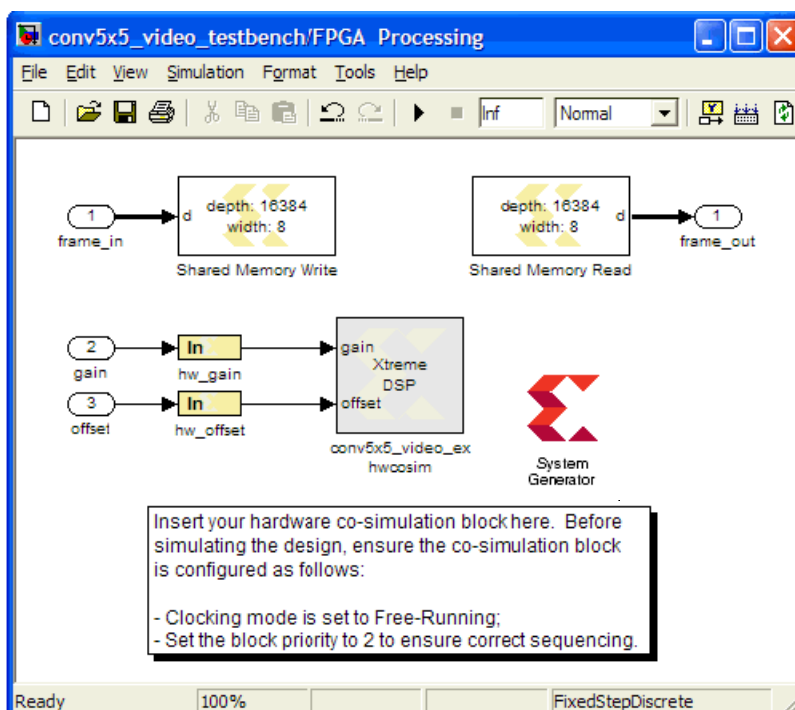 conv5x5_video_testbench/FPGA Processing
File Edit View Simulation Format Tools Help
Inf Normal
1
frame_in
d
depth: 16384
width: 8
Shared Memory Write
depth: 16384
width: 8
d
Shared Memory Read
1
frame_out
2
gain
In
hw_gain
3
offset
In
hw_offset
gain
Xtreme
DSP
offset
conv5x5_video_ex
hwcosim
System
Generator
Insert your hardware co-simulation block here. Before
simulating the design, ensure the co-simulation block
is configured as follows:
- Clocking mode is set to Free-Running;
- Set the block priority to 2 to ensure correct sequencing.
Ready 100% FixedStepDiscrete